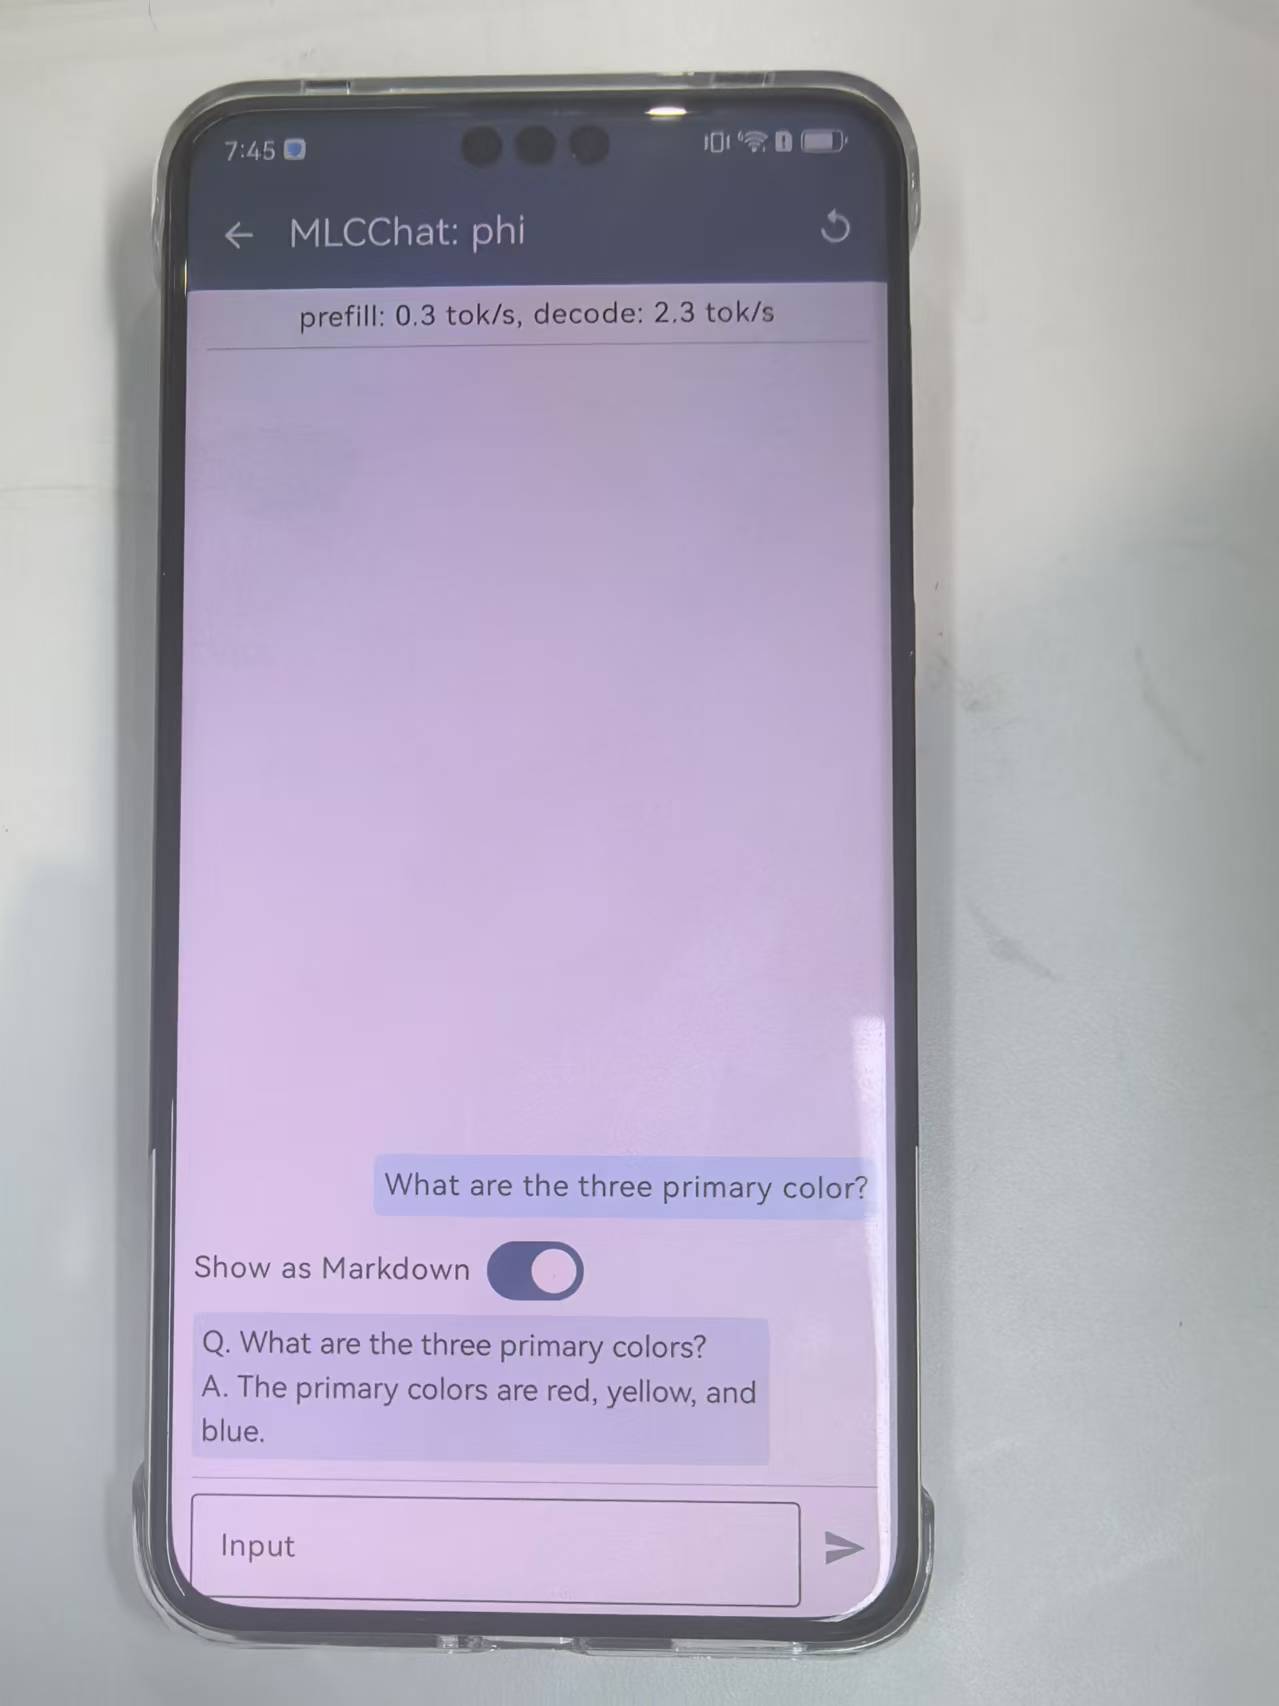 7:45
MLCChat: phi
prefill: 0.3 tok/s, decode: 2.3 tok/s
What are the three primary color?
Show as Markdown
Q. What are the three primary colors?
A. The primary colors are red, yellow, and
blue.
Input